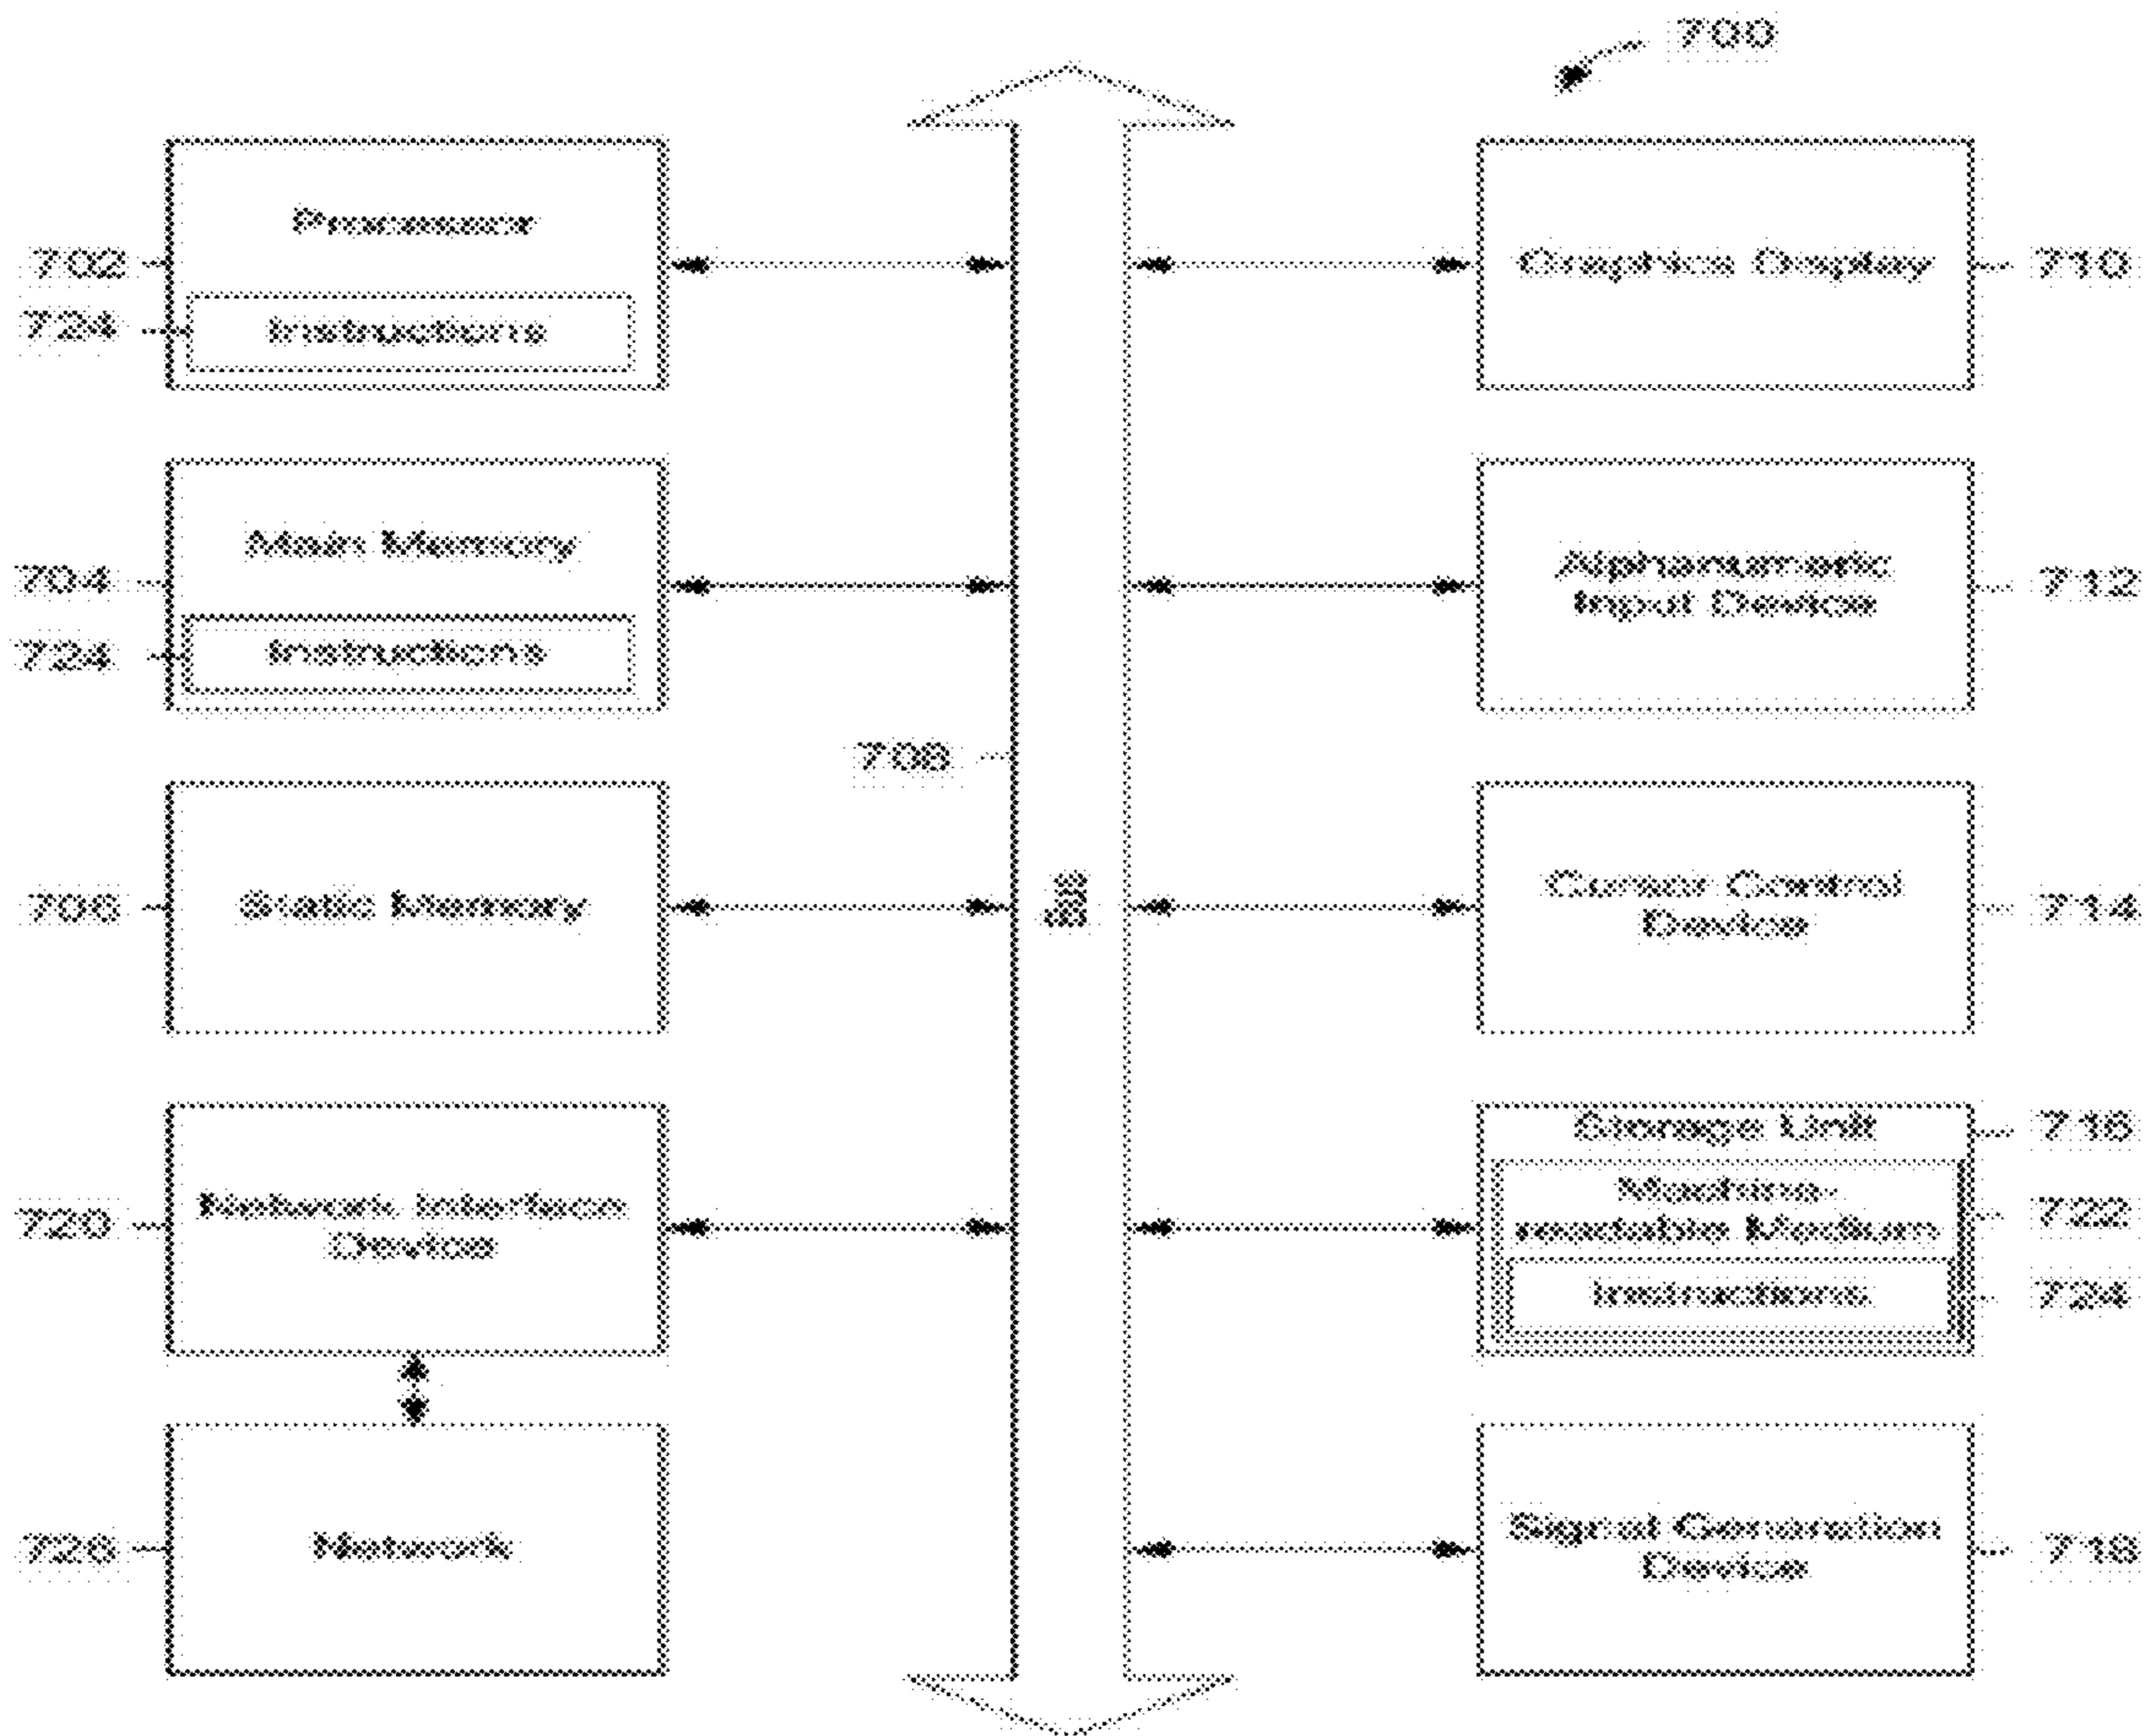 700
Processor
702
724
Instructions
Graphics Display
710
Main Memory
704
724
Instructions
Alphanumeric
Input Device
712
708
Bus
706
Static Memory
Cursor Control
Device
714
720
Network Interface
Device
Storage Unit
716
Machine-
readable Medium
722
Instructions
724
726
Network
Signal Generation
Device
718